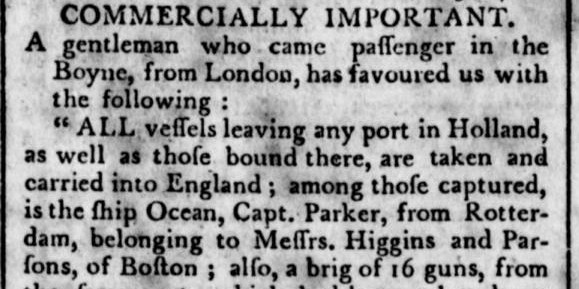 COMMERCIALLY IMPORTANT.
A gentleman who came paſſenger in the
Boyne, from London, has favoured us with
the following :
“ ALL veſſels leaving any port in Holland,
as well as thoſe bound there, are taken and
carried into England ; among thoſe captured,
is the ſhip Ocean, Capt. Parker, from Rotter-
dam, belonging to Meſſrs. Higgins and Par-
ſons, of Boſton ; alſo, a brig of 16 guns, from